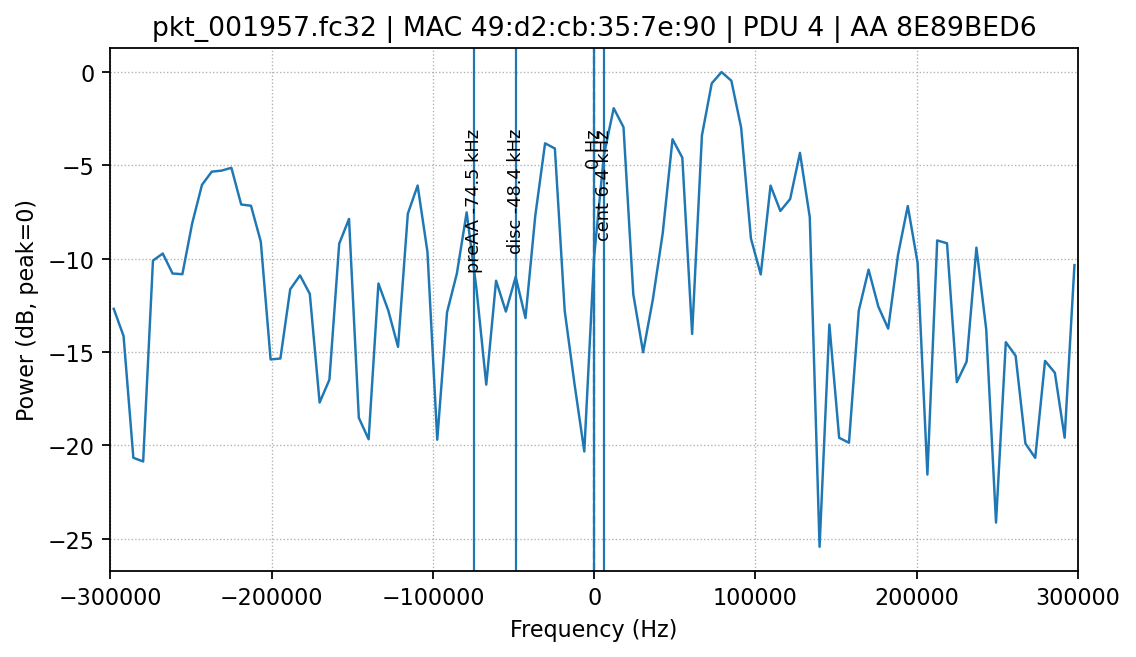 pkt_001957.fc32 | MAC 49:d2:cb:35:7e:90 | PDU 4 | AA 8E89BED6
Power (dB, peak=0)
0
−5
−10
−15
−20
−25
preAA -74.5 kHz
disc -48.4 kHz
0 Hz
cent 6.4 kHz
−300000
−200000
−100000
0
100000
200000
300000
Frequency (Hz)